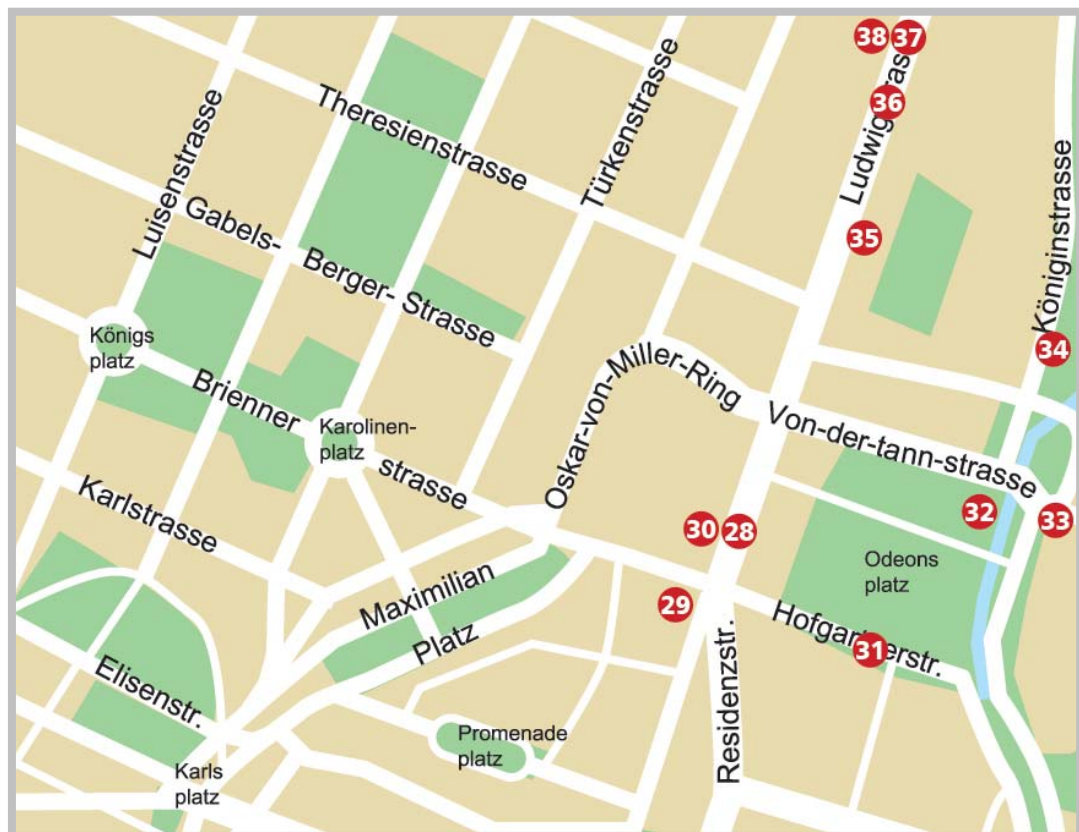 38 37
36
Ludwig
Theresienstrasse
Türkenstrasse
Luisenstrasse
Königinstrasse
Gabels-
Berger- Strasse
35
34
Königs
platz
Brienner
Karolinen-
platz
strasse
Oskar-von-Miller-Ring
Von-der-tann-strasse
Karlstrasse
32
33
30 28
Odeons
platz
Maximilian
Platz
29
Hofgar
31
erstr.
Residenzstr.
Elisenstr.
Promenade
platz
Karls
platz